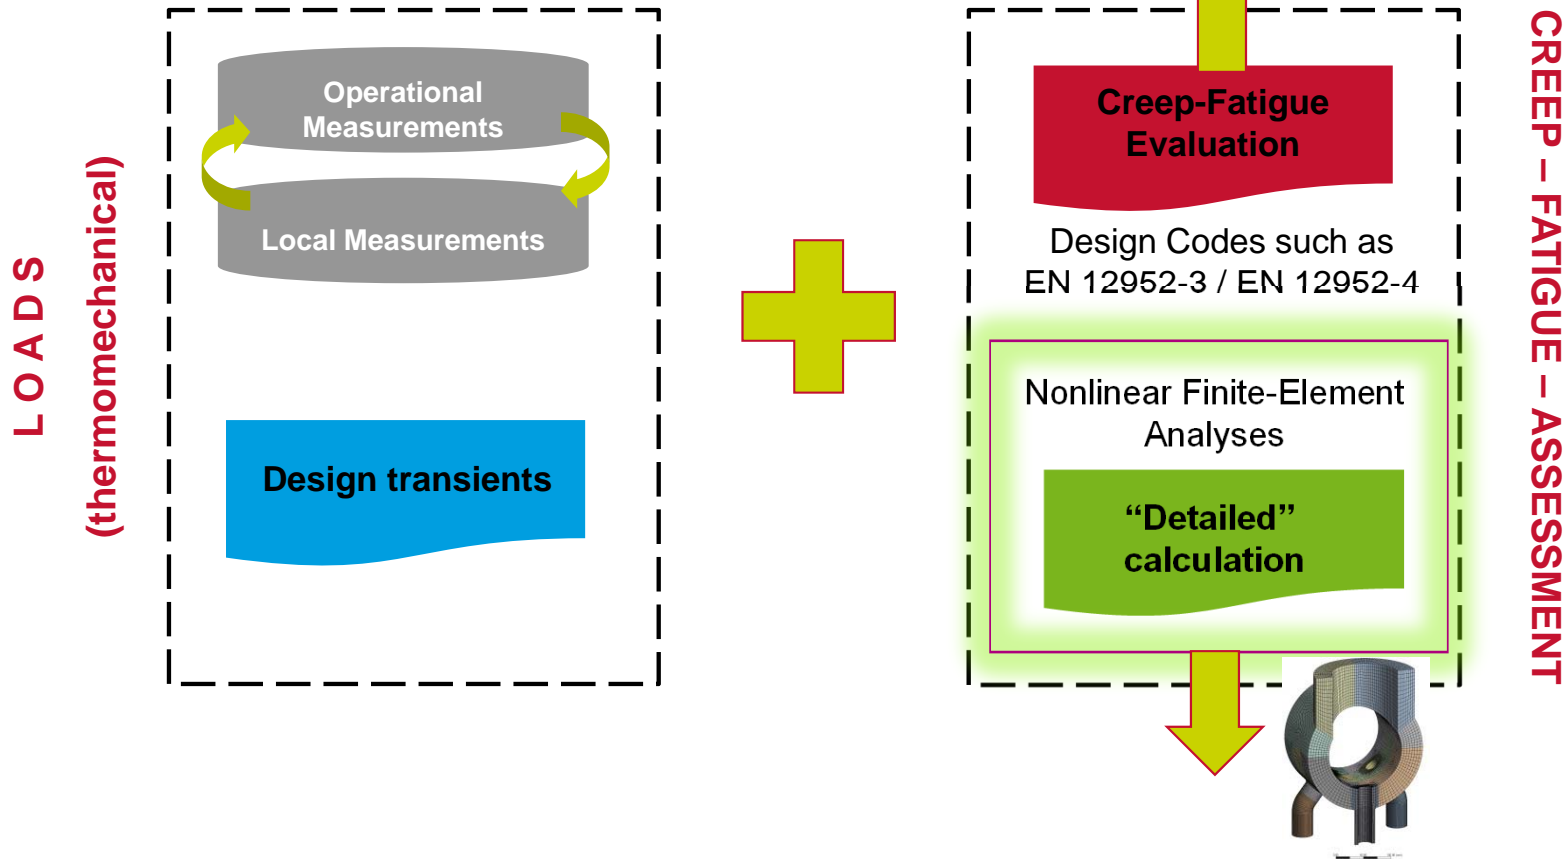 L O A D S
(thermomechanical)
Operational
Measurements
Local Measurements
Design transients
Creep-Fatigue
Evaluation
Design Codes such as
EN 12952-3 / EN 12952-4
Nonlinear Finite-Element
Analyses
“Detailed”
calculation
CREEP – FATIGUE – ASSESSMENT